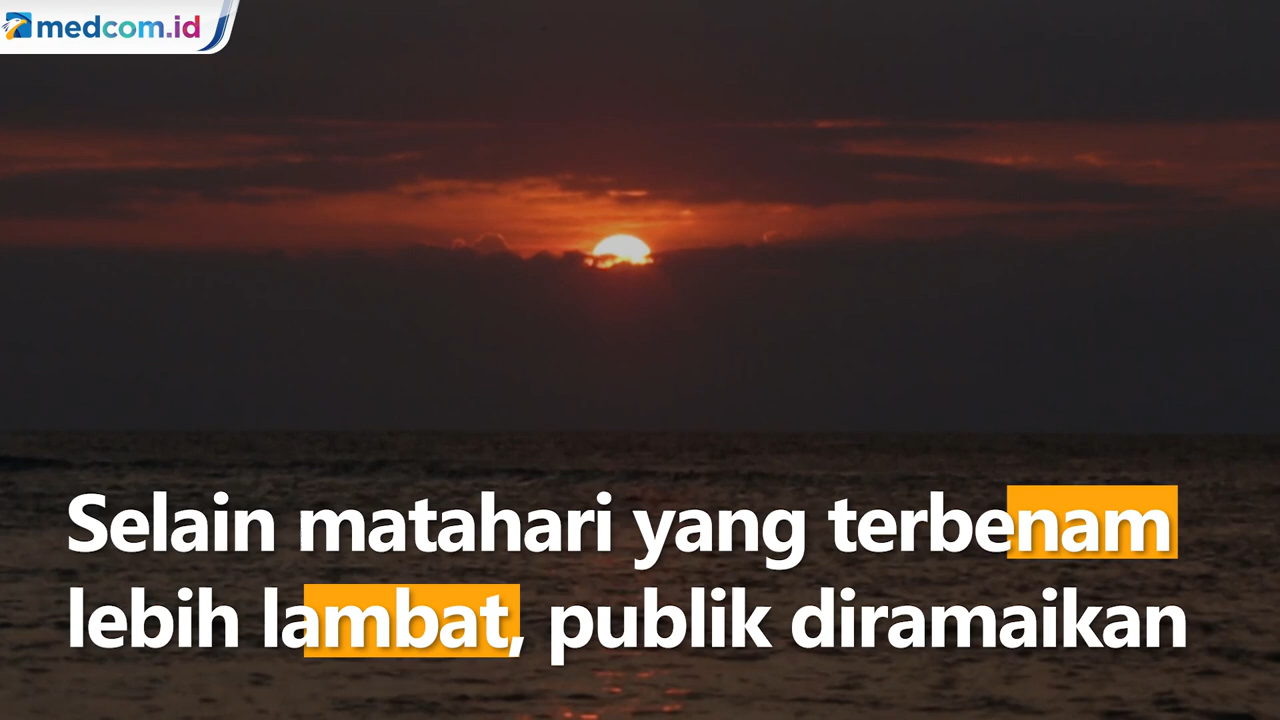 medcom.id
Selain matahari yang terbenam
lebih lambat, publik diramaikan